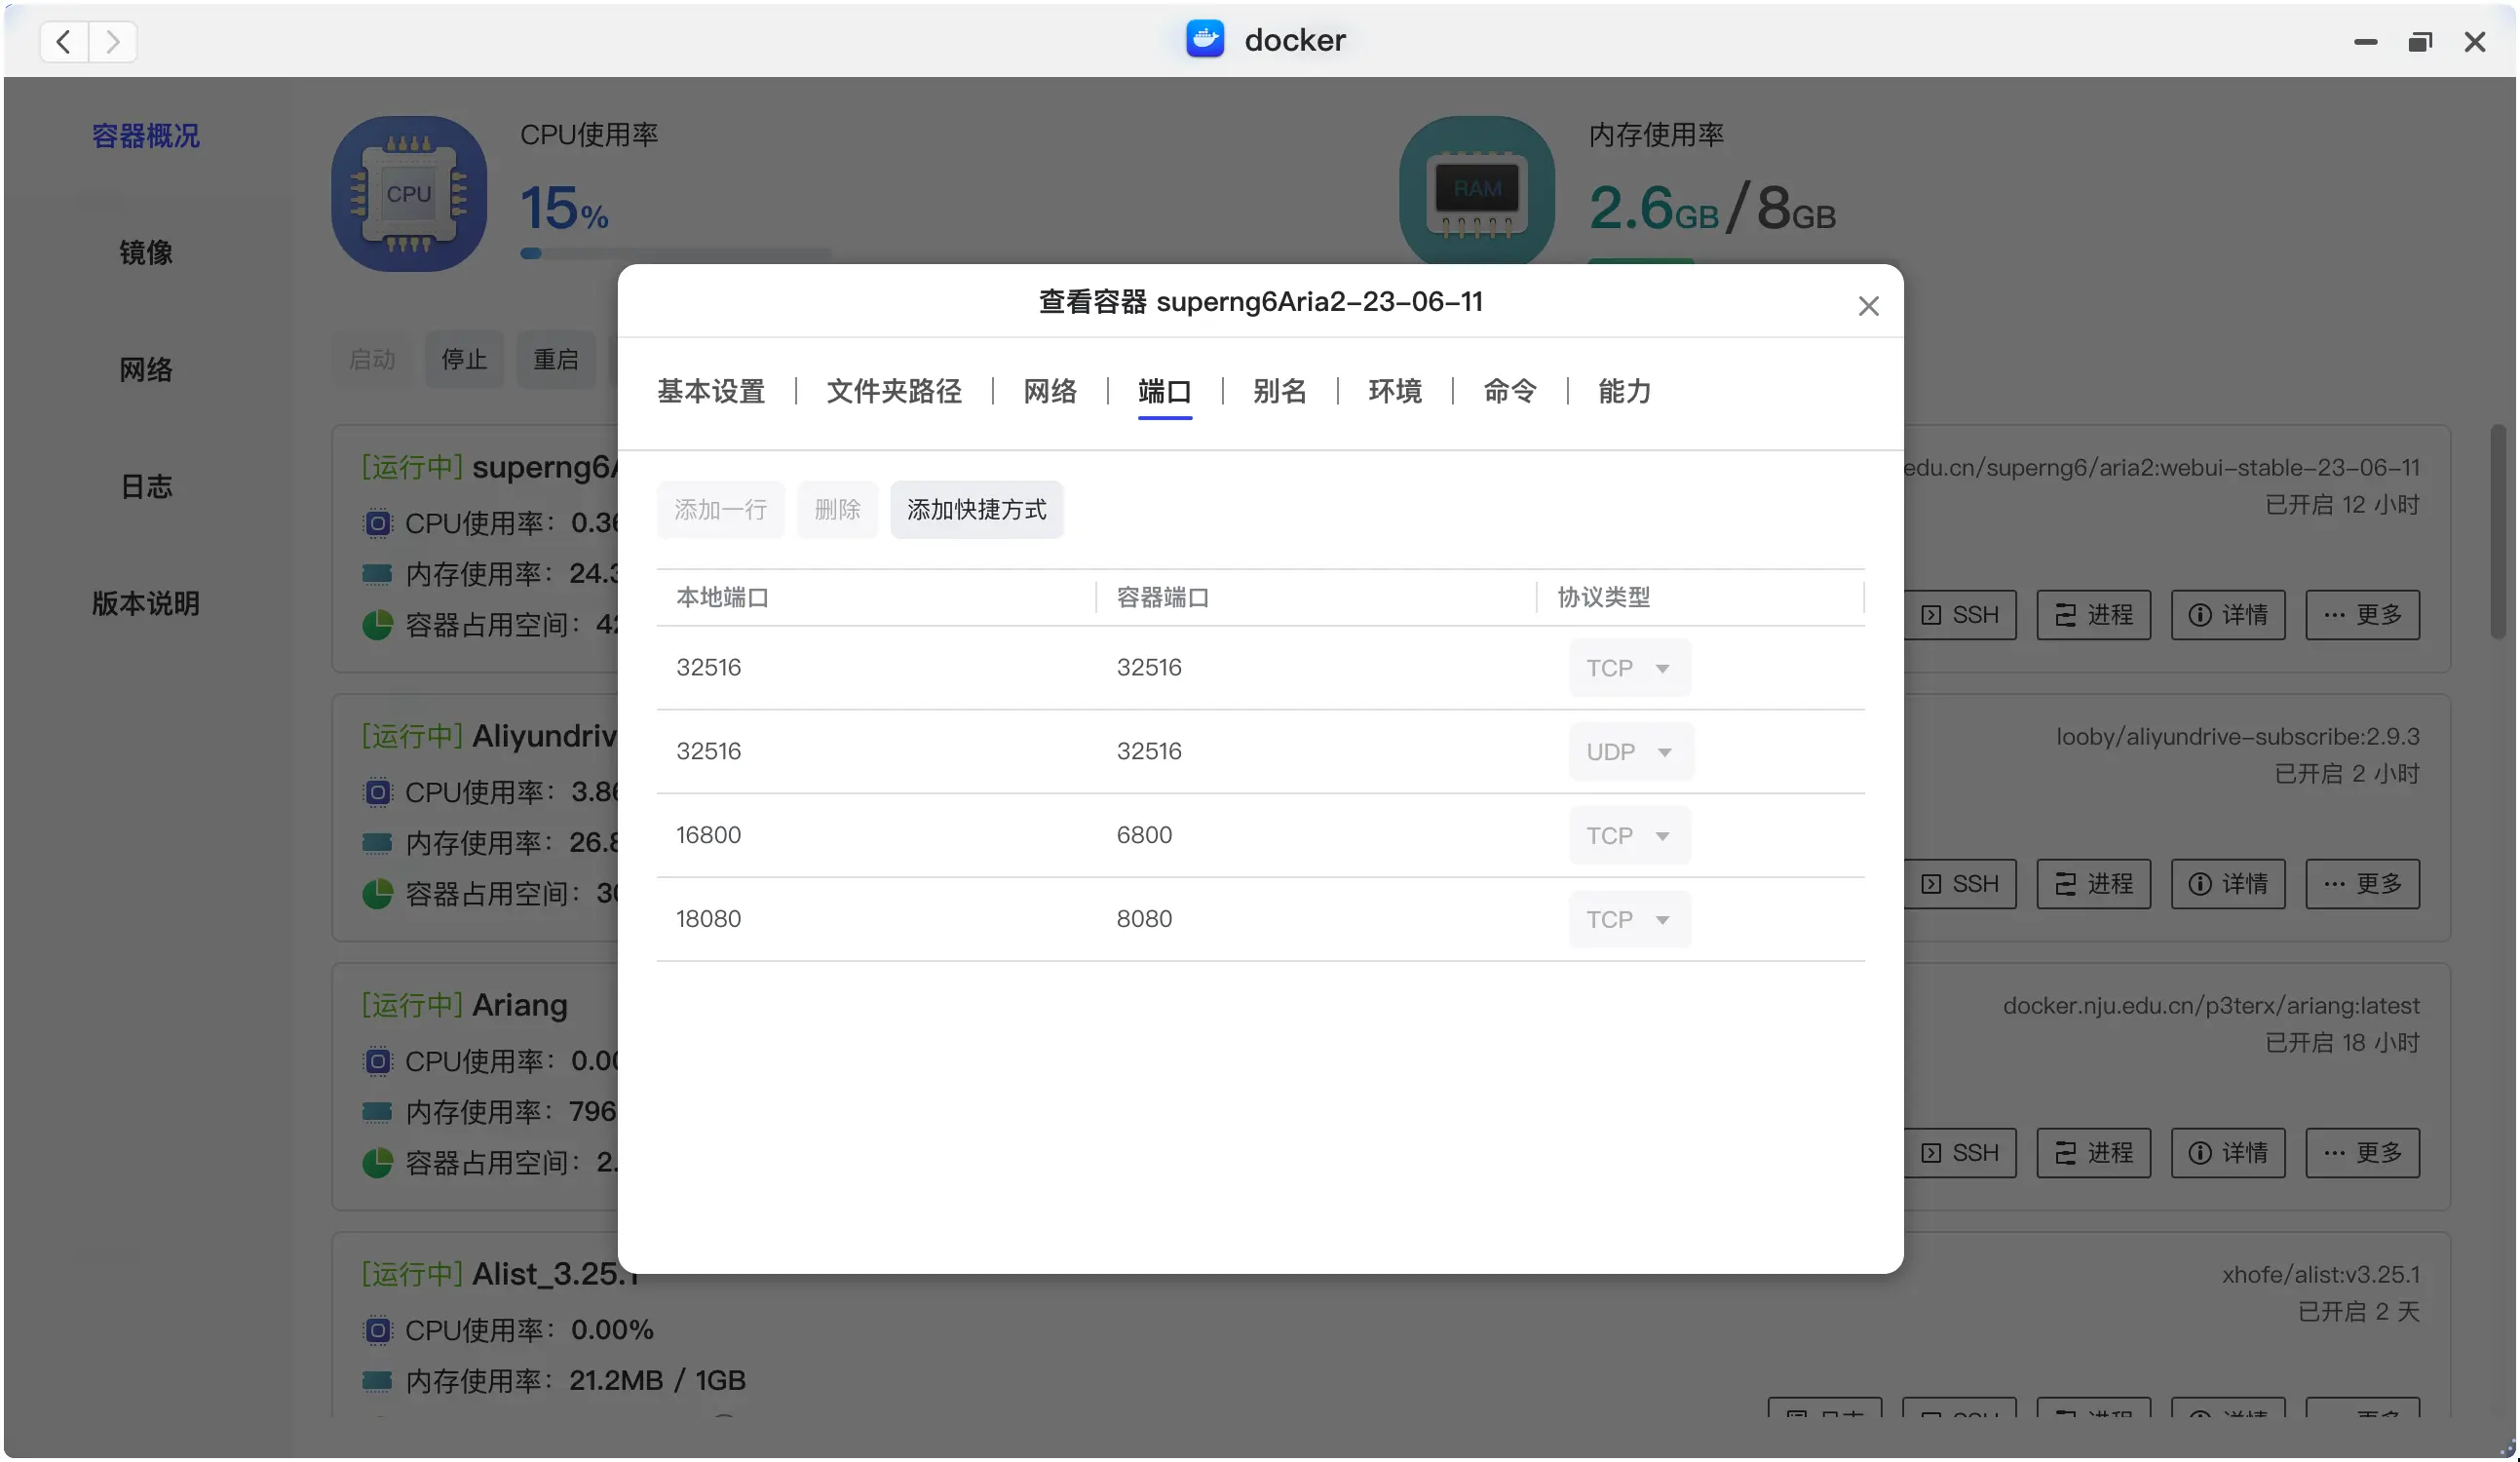 docker
容器概况
镜像
网络
日志
版本说明
CPU
CPU使用率
15%
RAM
内存使用率
2.6GB/8GB
启动 停止 重启
查看容器 superng6Aria2-23-06-11
基本设置 文件夹路径 网络 端口 别名 环境 命令 能力
添加一行 删除 添加快捷方式
本地端口 容器端口 协议类型
32516 32516 TCP
32516 32516 UDP
16800 6800 TCP
18080 8080 TCP
[运行中] superng6
edu.cn/superng6/aria2:webui-stable-23-06-11
已开启 12 小时
CPU使用率：0.3
内存使用率：24.
容器占用空间：4
SSH 进程 详情 更多
[运行中] Aliyundriv
looby/aliyundrive-subscribe:2.9.3
已开启 2 小时
CPU使用率：3.8
内存使用率：26.
容器占用空间：3
SSH 进程 详情 更多
[运行中] Ariang
docker.nju.edu.cn/p3terx/ariang:latest
已开启 18 小时
CPU使用率：0.0
内存使用率：796
容器占用空间：2.
SSH 进程 详情 更多
[运行中] Alist_3.25.1
xhofe/alist:v3.25.1
已开启 2 天
CPU使用率：0.00%
内存使用率：21.2MB / 1GB